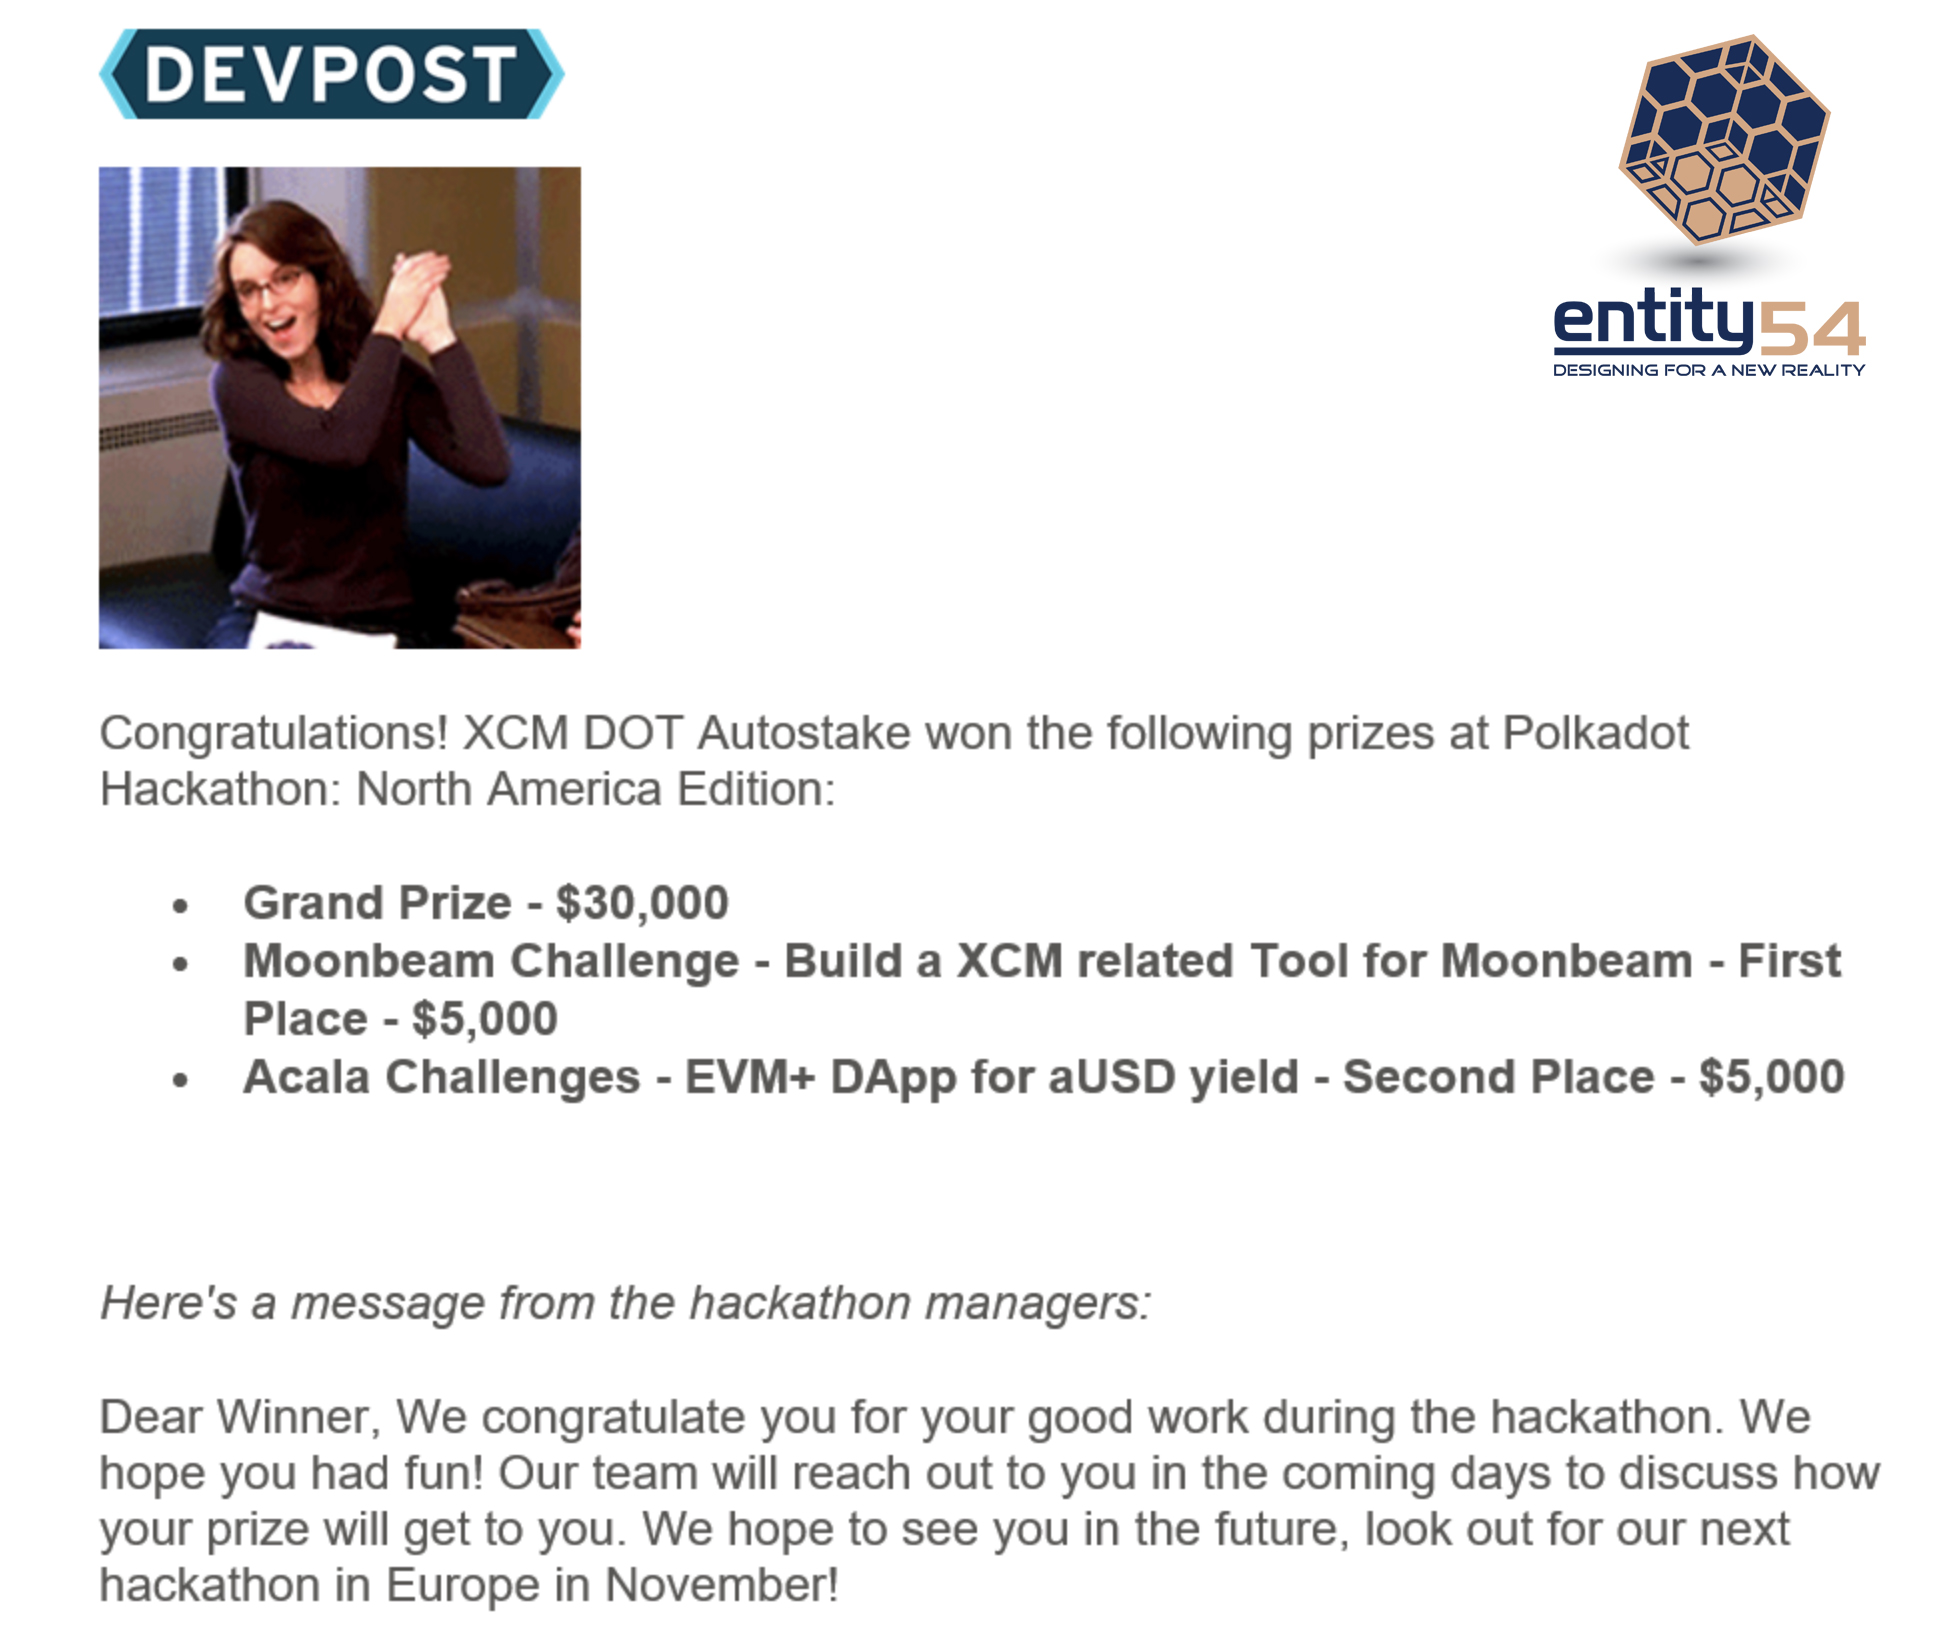 DEVPOST
entity54
DESIGNING FOR A NEW REALITY
Congratulations! XCM DOT Autostake won the following prizes at Polkadot
Hackathon: North America Edition:
• Grand Prize - $30,000
• Moonbeam Challenge - Build a XCM related Tool for Moonbeam - First
Place - $5,000
• Acala Challenges - EVM+ DApp for aUSD yield - Second Place - $5,000
Here's a message from the hackathon managers:
Dear Winner, We congratulate you for your good work during the hackathon. We
hope you had fun! Our team will reach out to you in the coming days to discuss how
your prize will get to you. We hope to see you in the future, look out for our next
hackathon in Europe in November!